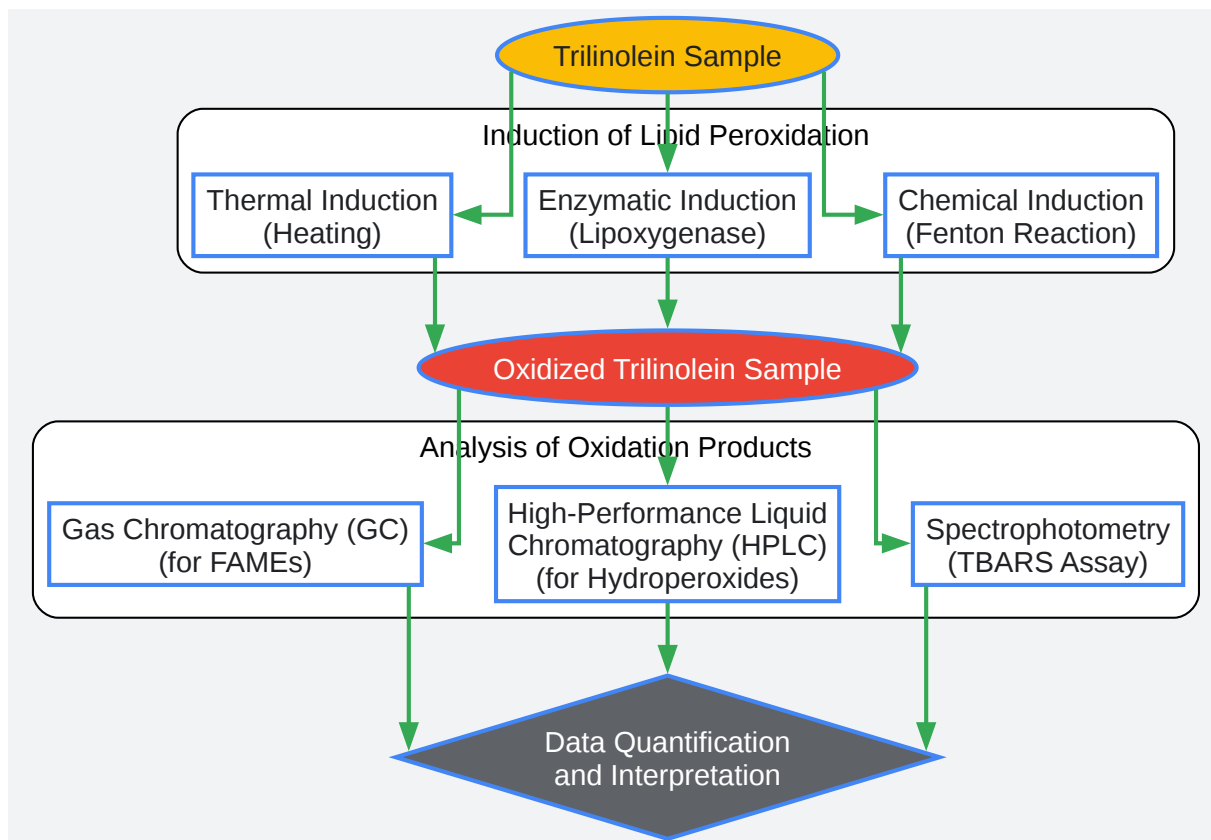 Trilinolein Sample
Induction of Lipid Peroxidation
Thermal Induction
(Heating)
Enzymatic Induction
(Lipoxygenase)
Chemical Induction
(Fenton Reaction)
Oxidized Trilinolein Sample
Analysis of Oxidation Products
Gas Chromatography (GC)
(for FAMEs)
High-Performance Liquid
Chromatography (HPLC)
(for Hydroperoxides)
Spectrophotometry
(TBARS Assay)
Data Quantification
and Interpretation